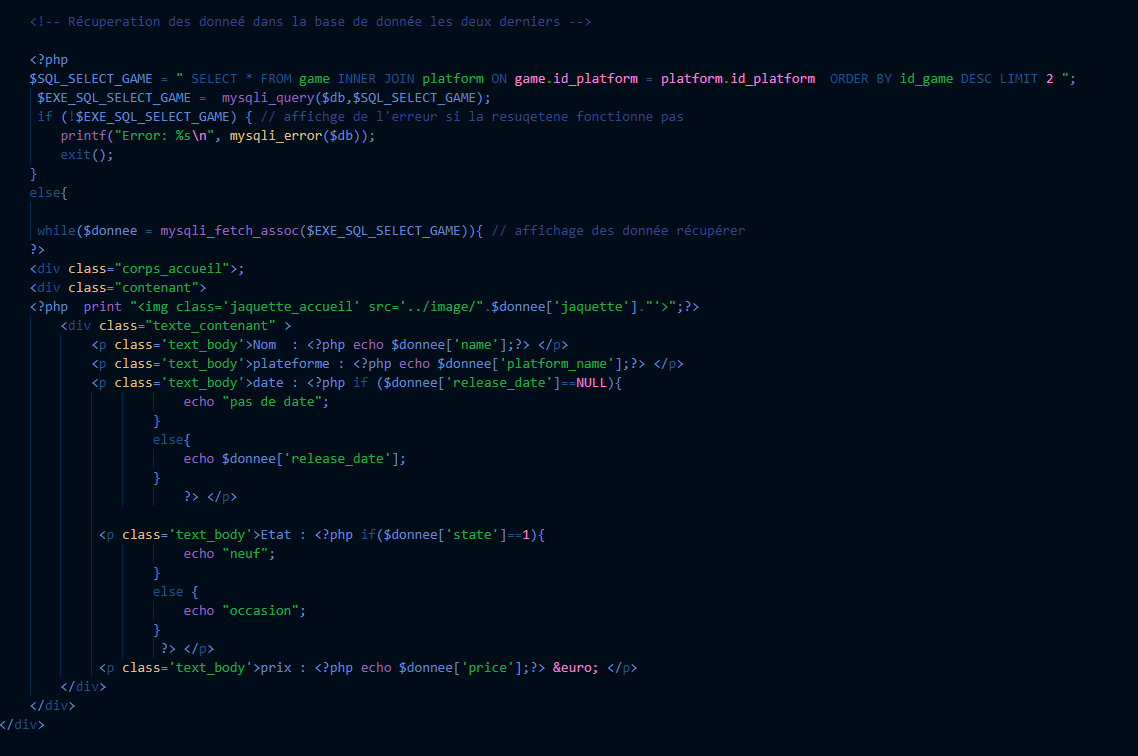 <!-- Récuperation des donneé dans la base de donnée les deux derniers -->
<?php
$SQL_SELECT_GAME = " SELECT * FROM game INNER JOIN platform ON game.id_platform = platform.id_platform  ORDER BY id_game DESC LIMIT 2 ";
$EXE_SQL_SELECT_GAME =  mysqli_query($db,$SQL_SELECT_GAME);
if (!$EXE_SQL_SELECT_GAME) { // affichge de l'erreur si la resuqetene fonctionne pas
printf("Error: %s\n", mysqli_error($db));
exit();
}
else{
while($donnee = mysqli_fetch_assoc($EXE_SQL_SELECT_GAME)){ // affichage des donnée récupérer
?>
<div class="corps_accueil">;
<div class="contenant">
<?php  print "<img class='jaquette_accueil' src='../image/".$donnee['jaquette']."'>";?>
<div class="texte_contenant" >
<p class='text_body'>Nom  : <?php echo $donnee['name'];?> </p>
<p class='text_body'>plateforme : <?php echo $donnee['platform_name'];?> </p>
<p class='text_body'>date : <?php if ($donnee['release_date']==NULL){
echo "pas de date";
}
else{
echo $donnee['release_date'];
}
?> </p>
<p class='text_body'>Etat : <?php if($donnee['state']==1){
echo "neuf";
}
else {
echo "occasion";
}
?> </p>
<p class='text_body'>prix : <?php echo $donnee['price'];?> &euro; </p>
</div>
</div>
</div>